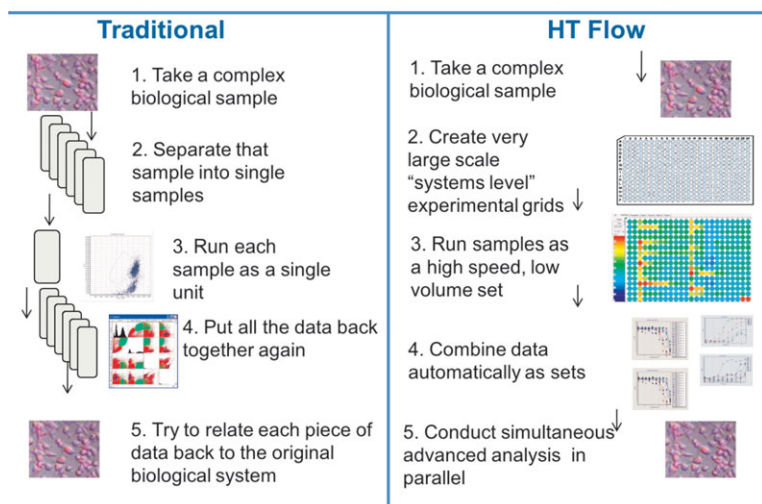 Traditional
1. Take a complex
biological sample
2. Separate that
sample into single
samples
3. Run each
sample as a single
unit
4. Put all the data back
together again
5. Try to relate each piece of
data back to the original
biological system
HT Flow
1. Take a complex
biological sample
2. Create very
large scale
“systems level”
experimental grids
3. Run samples as
a high speed, low
volume set
4. Combine data
automatically as sets
5. Conduct simultaneous
advanced analysis in
parallel